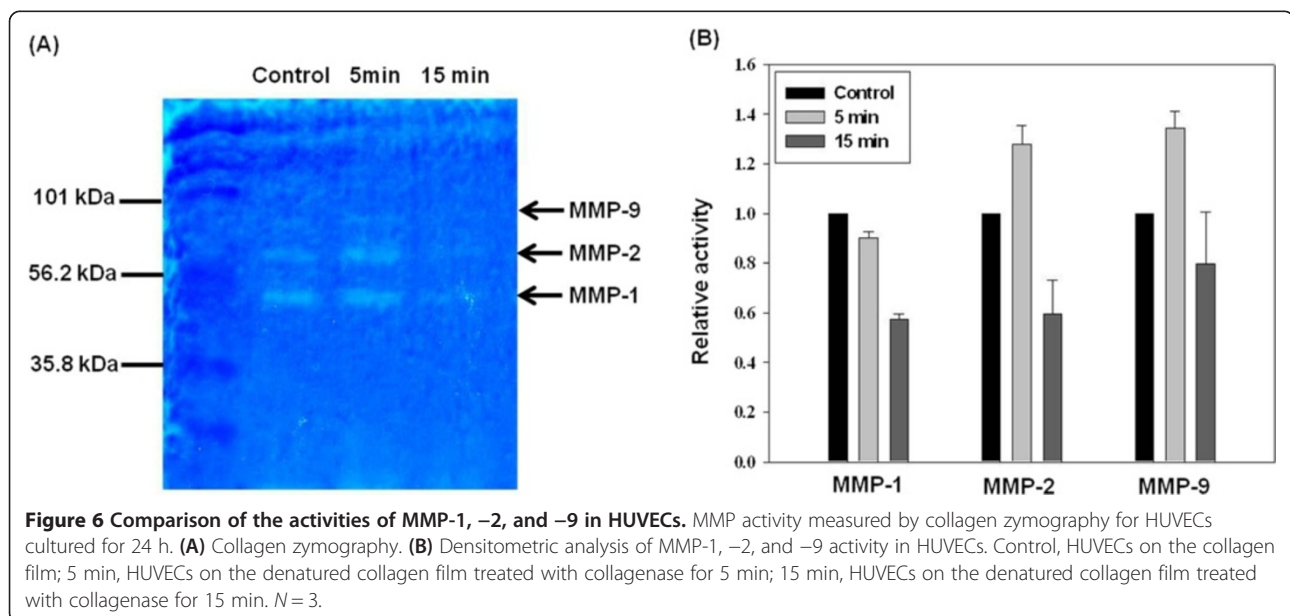 (A)
Control 5min 15 min
101 kDa
56.2 kDa
35.8 kDa
MMP-9
MMP-2
MMP-1
(B)
1.6
1.4
1.2
1.0
0.8
0.6
0.4
0.2
0.0
Relative activity
Control
5 min
15 min
MMP-1 MMP-2 MMP-9
Figure 6 Comparison of the activities of MMP-1, −2, and −9 in HUVECs. MMP activity measured by collagen zymography for HUVECs
cultured for 24 h. (A) Collagen zymography. (B) Densitometric analysis of MMP-1, −2, and −9 activity in HUVECs. Control, HUVECs on the collagen
film; 5 min, HUVECs on the denatured collagen film treated with collagenase for 5 min; 15 min, HUVECs on the denatured collagen film treated
with collagenase for 15 min. N = 3.